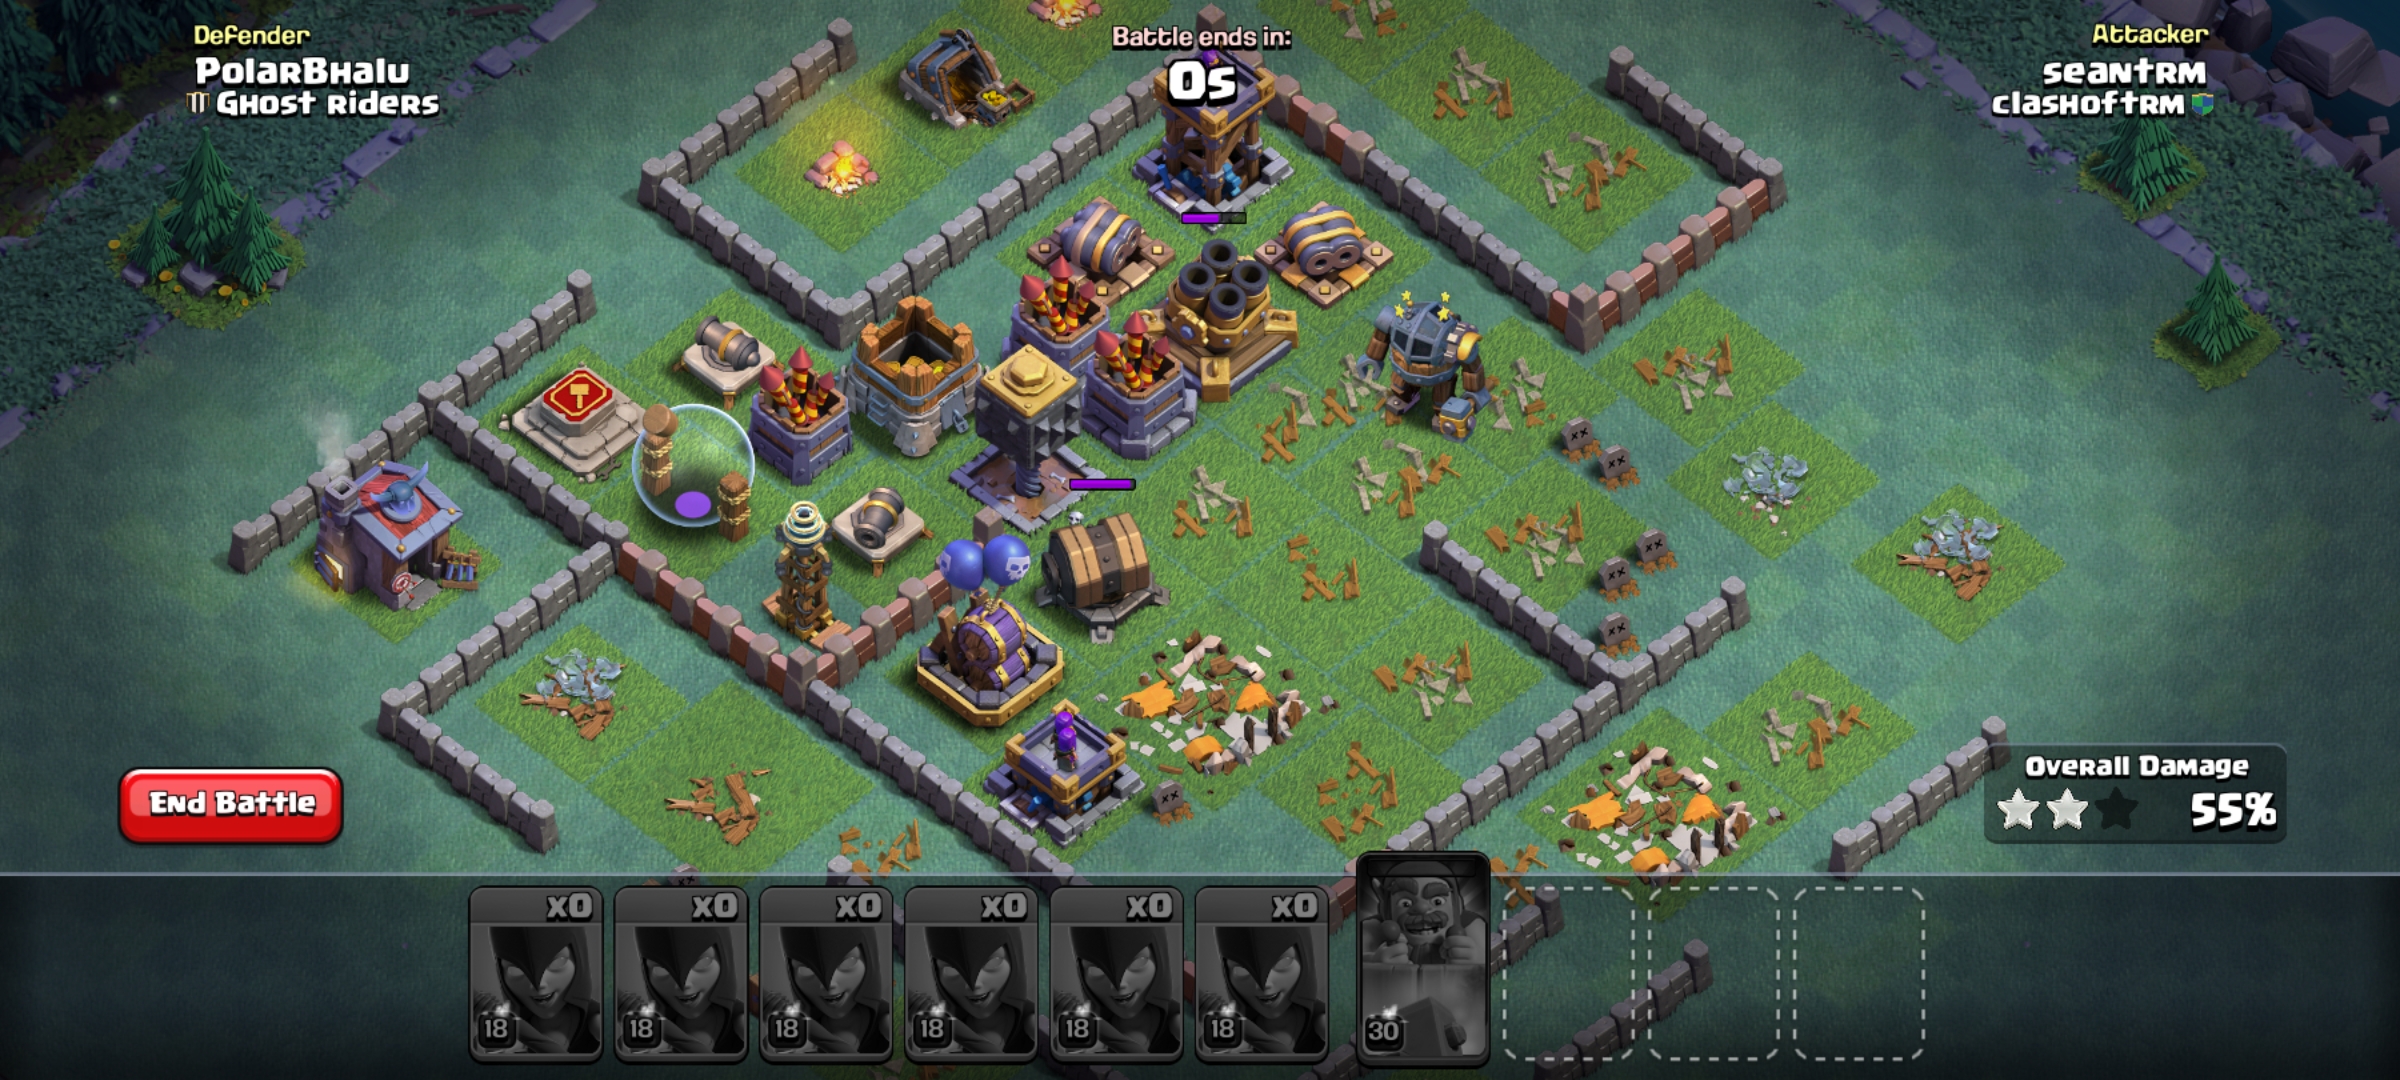 Defender
PolarBhalu
Ghost Riders
Battle ends in:
0s
Attacker
seantrm
clashoftrm
End Battle
Overall Damage
55%
x0
x0
x0
x0
x0
x0
18
18
18
18
18
18
30